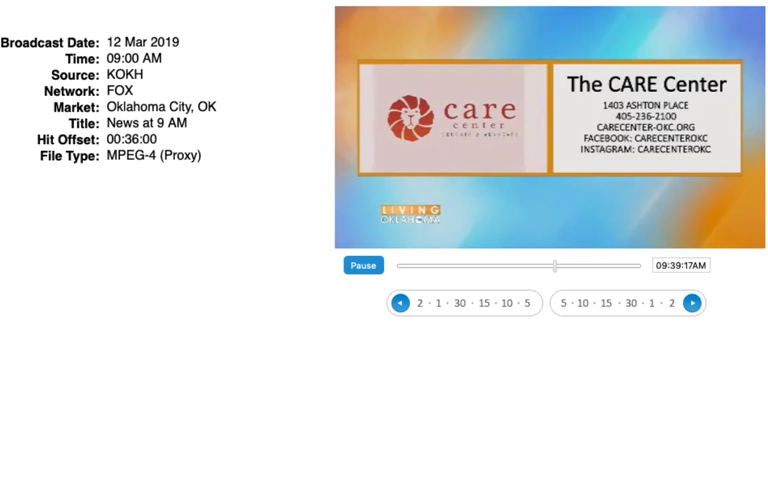 Broadcast Date: 12 Mar 2019
Time: 09:00 AM
Source: KOKH
Network: FOX
Market: Oklahoma City, OK
Title: News at 9 AM
Hit Offset: 00:36:00
File Type: MPEG-4 (Proxy)
care
center
The CARE Center
1403 ASHTON PLACE
405-236-2100
CARECENTER-OKC.ORG
FACEBOOK: CARECENTEROKC
INSTAGRAM: CARECENTEROKC
LIVING
OKLAHOMA
Pause
09:39:17AM
2 · 1 · 30 · 15 · 10 · 5
5 · 10 · 15 · 30 · 1 · 2